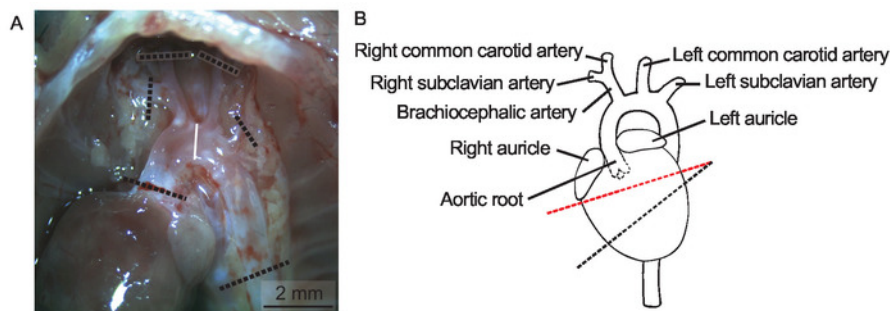 A
2 mm
B
Right common carotid artery
Left common carotid artery
Right subclavian artery
Left subclavian artery
Brachiocephalic artery
Left auricle
Right auricle
Aortic root